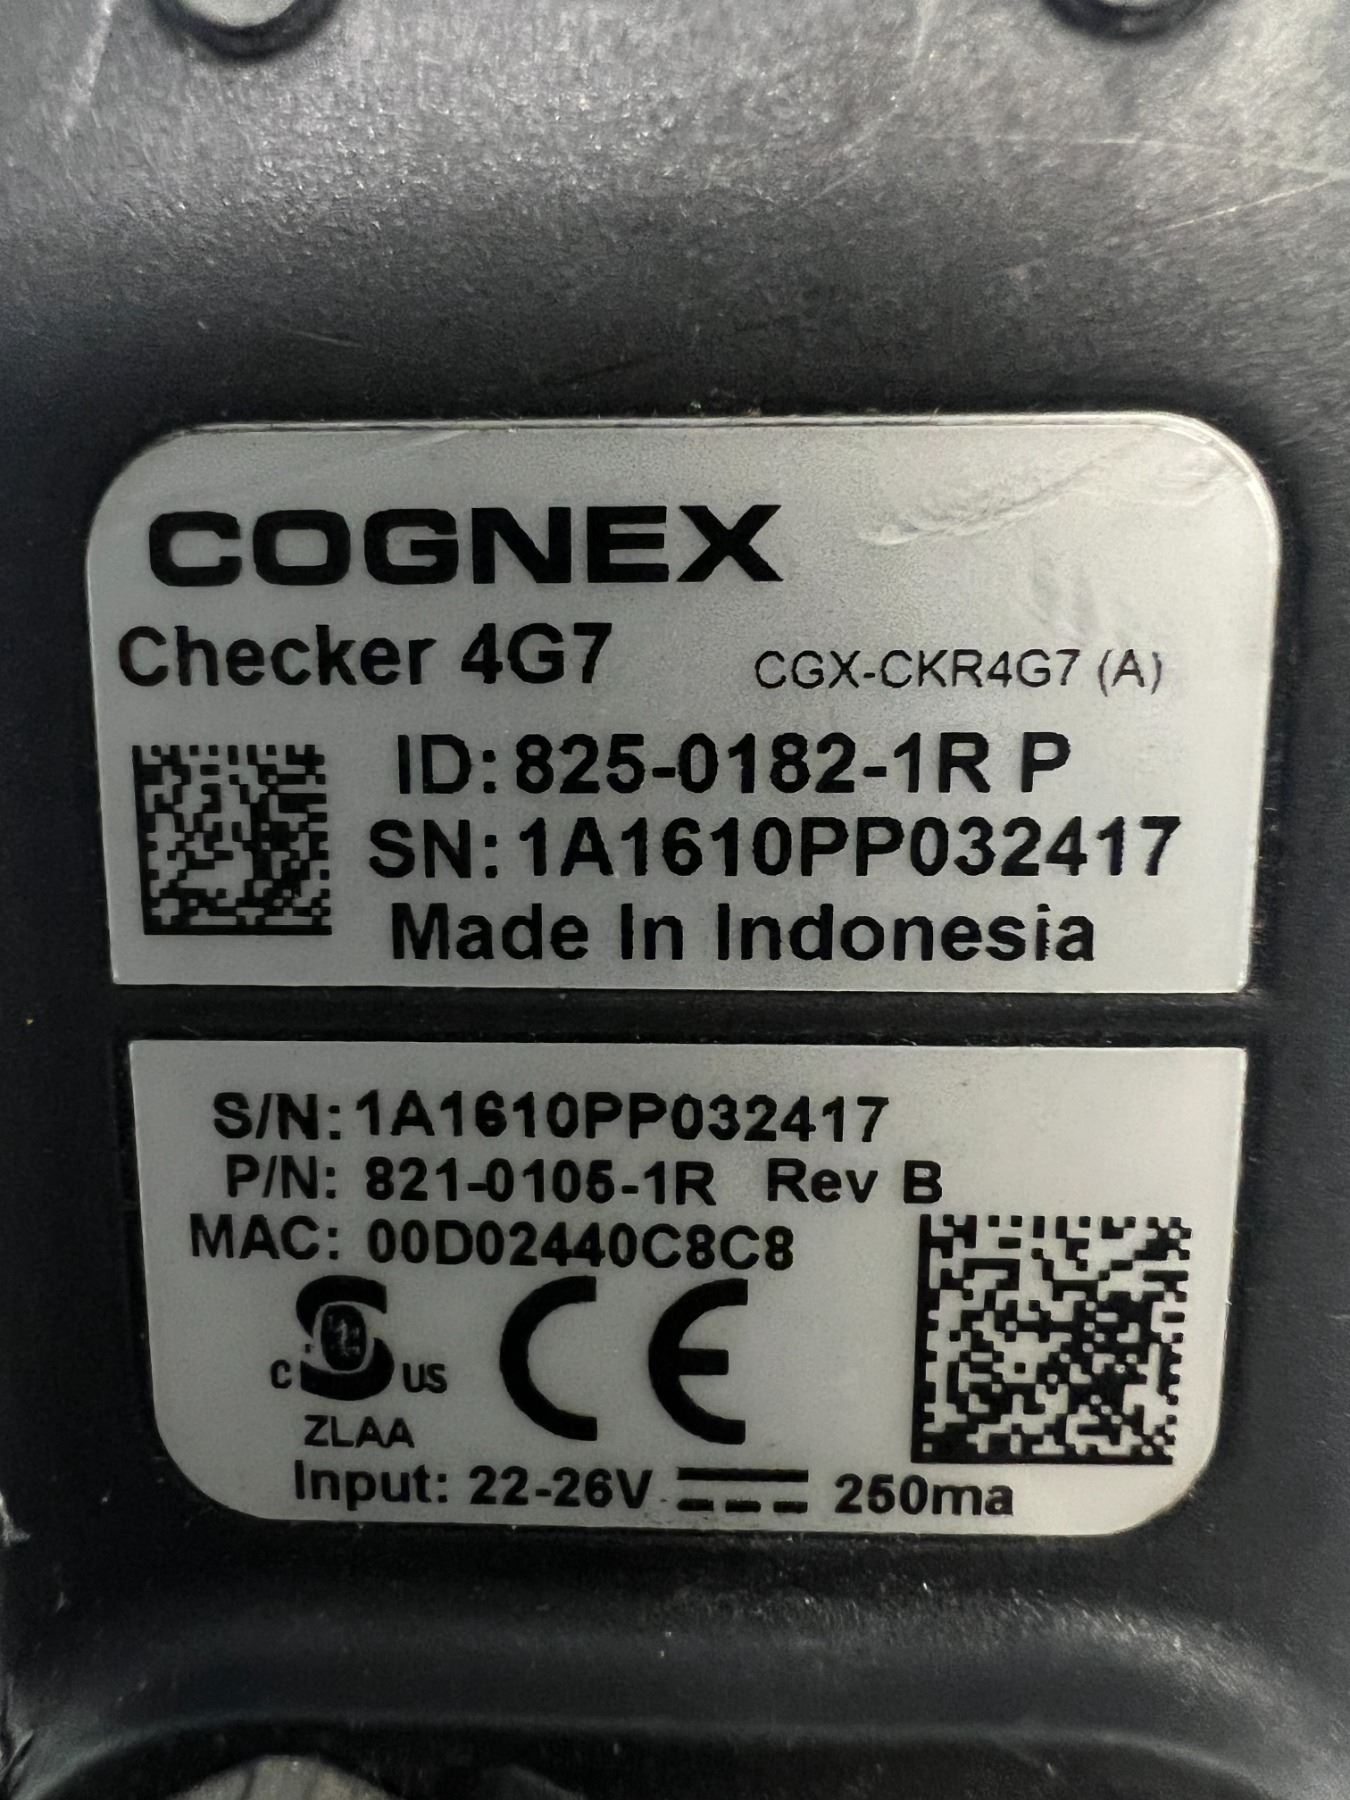 COGNEX
Checker 4G7 CGX-CKR4G7 (A)
ID: 825-0182-1R P
SN: 1A1610PP032417
Made In Indonesia
S/N: 1A1610PP032417
P/N: 821-0105-1R Rev B
MAC: 00D02440C8C8
C US
CE
ZLAA
Input: 22-26V 250ma